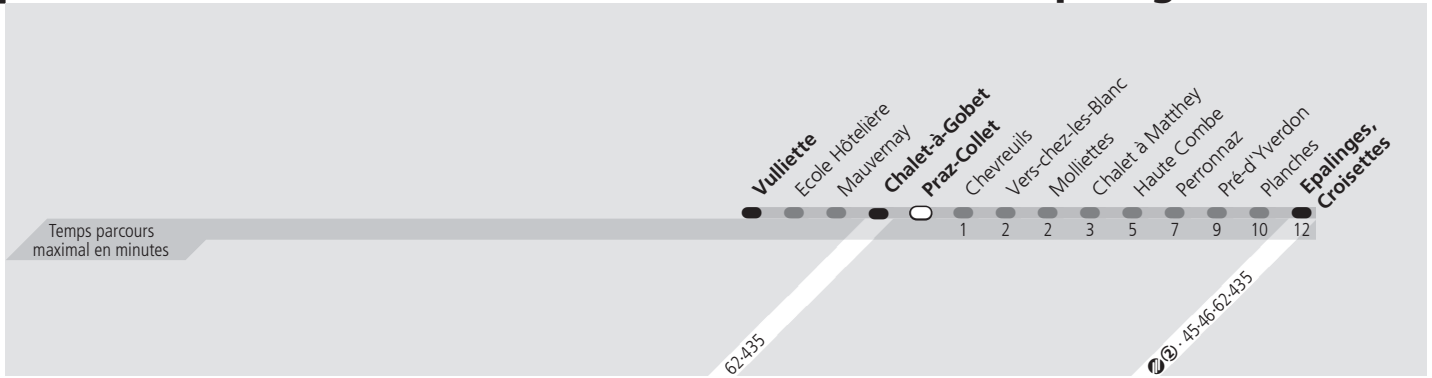 Vulliette
Ecole Hôtelière
Mauvernay
Chalet-à-Gobet
Praz-Collet
Chevreuils
Vers-chez-les-Blanc
Molliettes
Chalet à Matthey
Haute Combe
Perronnaz
Pré-d'Yverdon
Planches
Epalinges,
Croisettes
Temps parcours
maximal en minutes
1 2 2 3 5 7 9 10 12
62·435
m 2 · 45·46·62·435